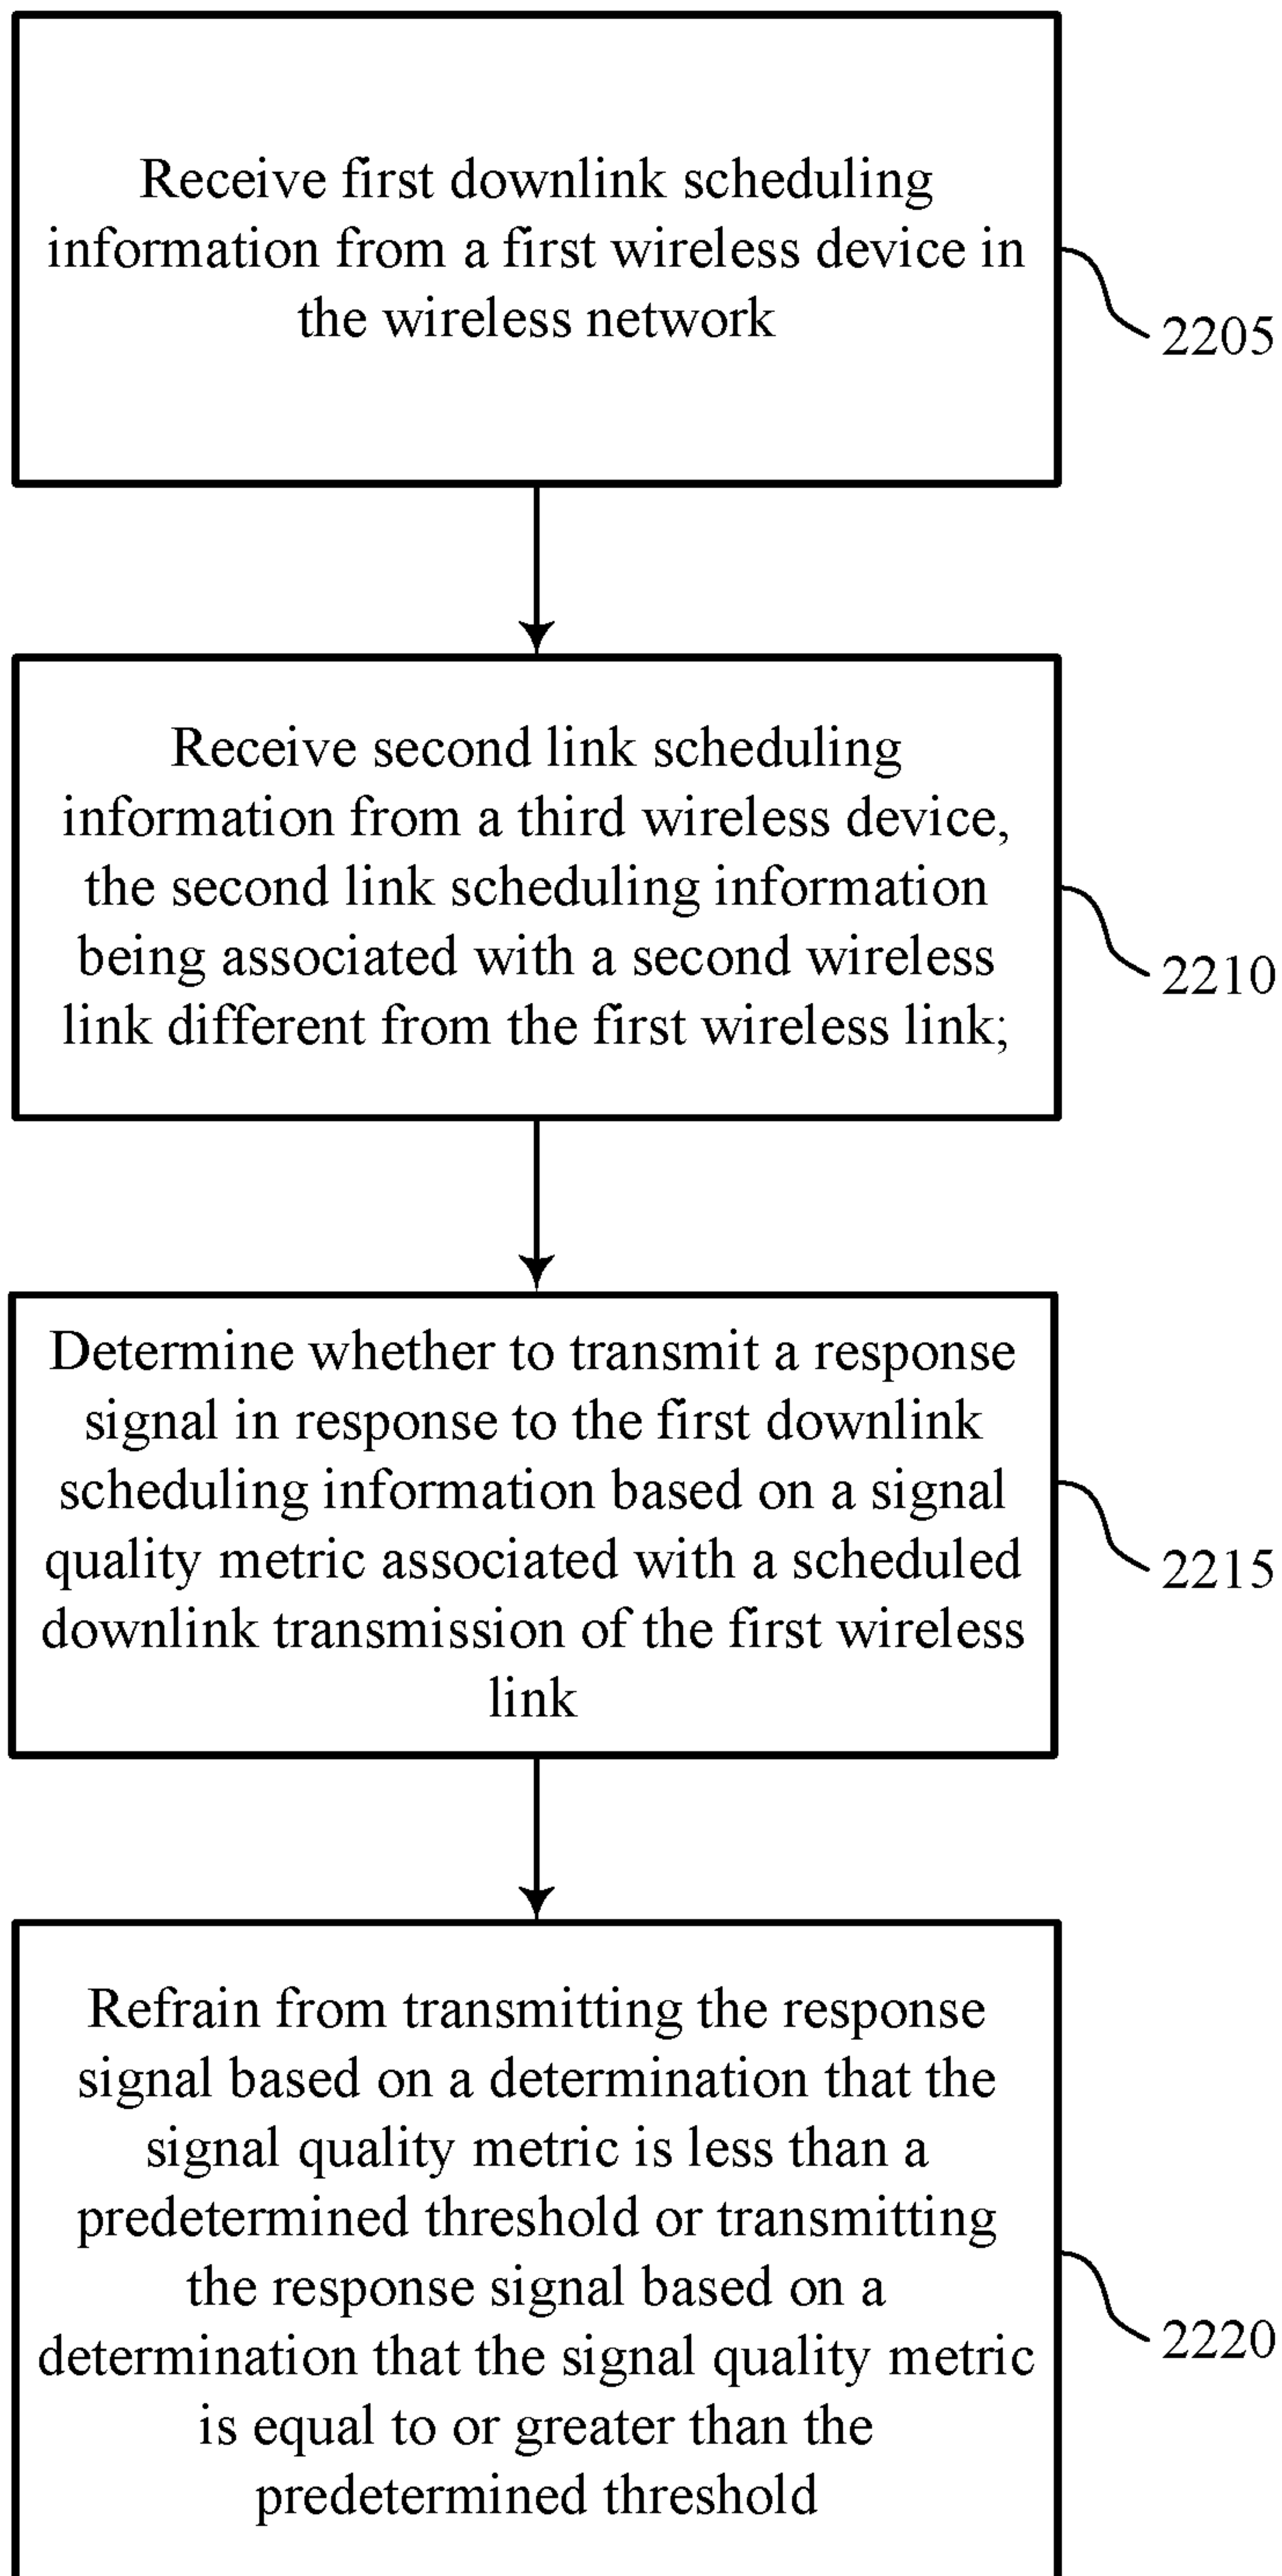 Receive first downlink scheduling
information from a first wireless device in
the wireless network
2205
Receive second link scheduling
information from a third wireless device,
the second link scheduling information
being associated with a second wireless
link different from the first wireless link;
2210
Determine whether to transmit a response
signal in response to the first downlink
scheduling information based on a signal
quality metric associated with a scheduled
downlink transmission of the first wireless
link
2215
Refrain from transmitting the response
signal based on a determination that the
signal quality metric is less than a
predetermined threshold or transmitting
the response signal based on a
determination that the signal quality metric
is equal to or greater than the
predetermined threshold
2220